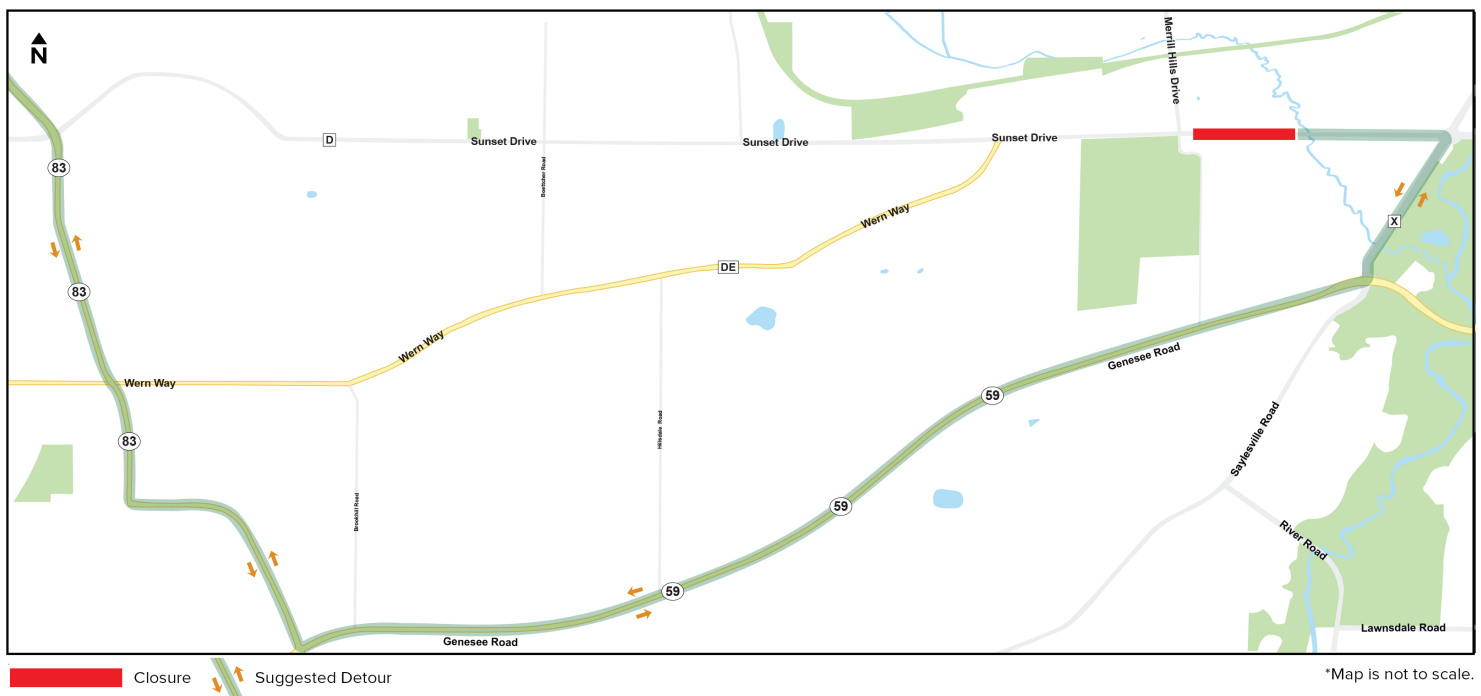 N
Merrill Hills Drive
D
Sunset Drive
Sunset Drive
Sunset Drive
83
Boettcher Road
X
Wern Way
DE
83
Wern Way
Genesee Road
Wern Way
59
83
Hillsdale Road
Saylesville Road
Brookhill Road
59
River Road
59
Genesee Road
Lawnsdale Road
Closure
Suggested Detour
*Map is not to scale.